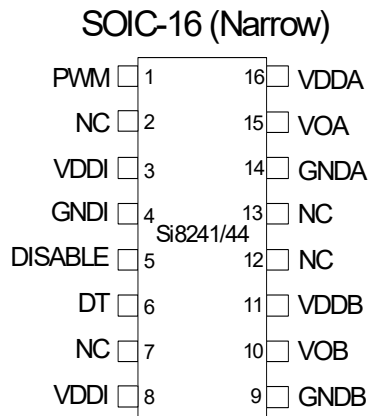 SOIC-16 (Narrow)
PWM 1 16 VDDA
NC 2 15 VOA
VDDI 3 14 GNDA
GNDI 4 13 NC
Si8241/44
DISABLE 5 12 NC
DT 6 11 VDDB
NC 7 10 VOB
VDDI 8 9 GNDB